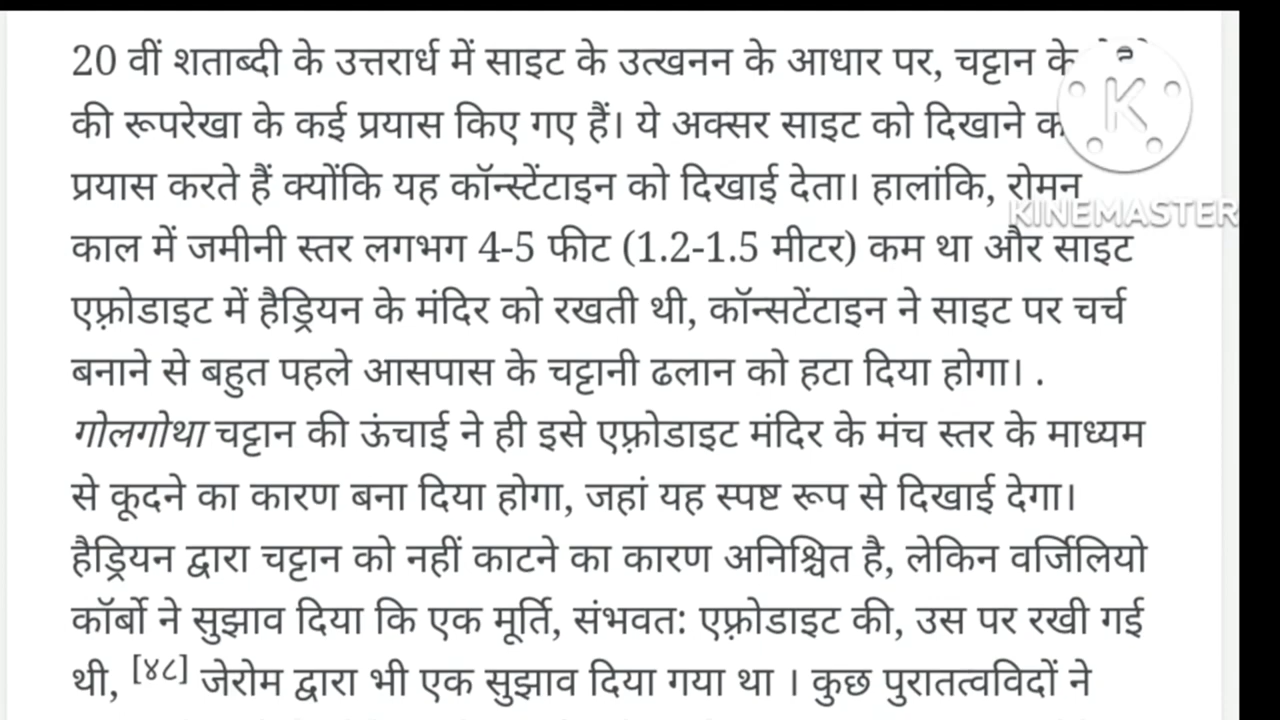 20 वीं शताब्दी के उत्तरार्ध में साइट के उत्खनन के आधार पर, चट्टान के
की रूपरेखा के कई प्रयास किए गए हैं। ये अक्सर साइट को दिखाने
प्रयास करते हैं क्योंकि यह कॉन्स्टेंटाइन को दिखाई देता। हालांकि, रोमन
KINEMASTER
काल में जमीनी स्तर लगभग 4-5 फीट (1.2-1.5 मीटर) कम था और साइट
एफ़्रोडाइट में हैड्रियन के मंदिर को रखती थी, कॉन्सटेंटाइन ने साइट पर चर्च
बनाने से बहुत पहले आसपास के चट्टानी ढलान को हटा दिया होगा। .
गोलगोथा चट्टान की ऊंचाई ने ही इसे एफ़्रोडाइट मंदिर के मंच स्तर के माध्यम
से कूदने का कारण बना दिया होगा, जहां यह स्पष्ट रूप से दिखाई देगा।
हैड्रियन द्वारा चट्टान को नहीं काटने का कारण अनिश्चित है, लेकिन वर्जिलियो
कॉर्बो ने सुझाव दिया कि एक मूर्ति, संभवत: एफ़्रोडाइट की, उस पर रखी गई
थी, [४८] जेरोम द्वारा भी एक सुझाव दिया गया था । कुछ पुरातत्वविदों ने